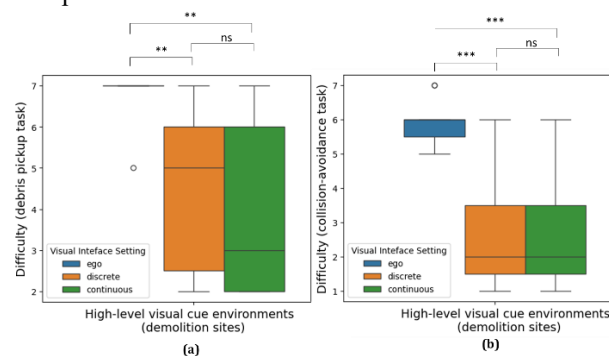 **
**
ns
7
6
5
4
3
2
Difficulty (debris pickup task)
Visual Inteface Setting
ego
discrete
continuous
High-level visual cue environments
(demolition sites)
(a)
***
***
ns
7
6
5
4
3
2
1
Difficulty (collision-avoidance task)
Visual Inteface Setting
ego
discrete
continuous
High-level visual cue environments
(demolition sites)
(b)